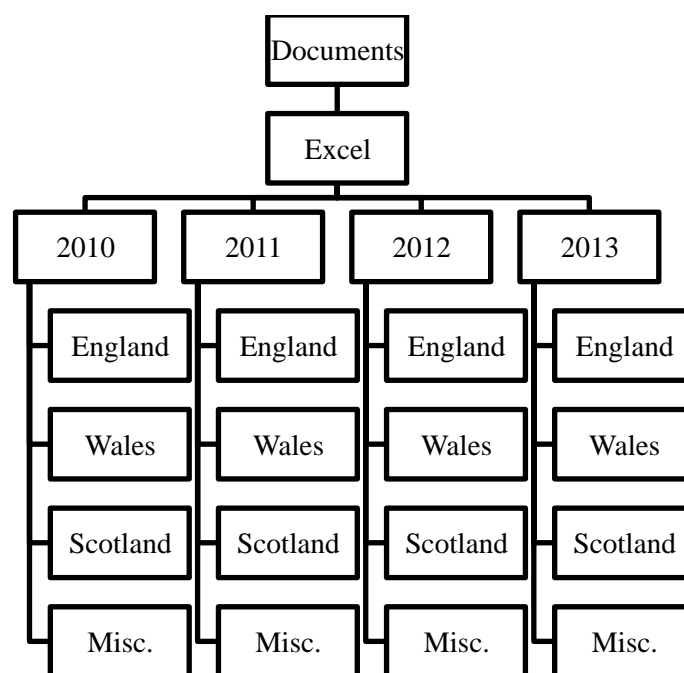 Documents
Excel
2010 2011 2012 2013
England England England England
Wales Wales Wales Wales
Scotland Scotland Scotland Scotland
Misc. Misc. Misc. Misc.